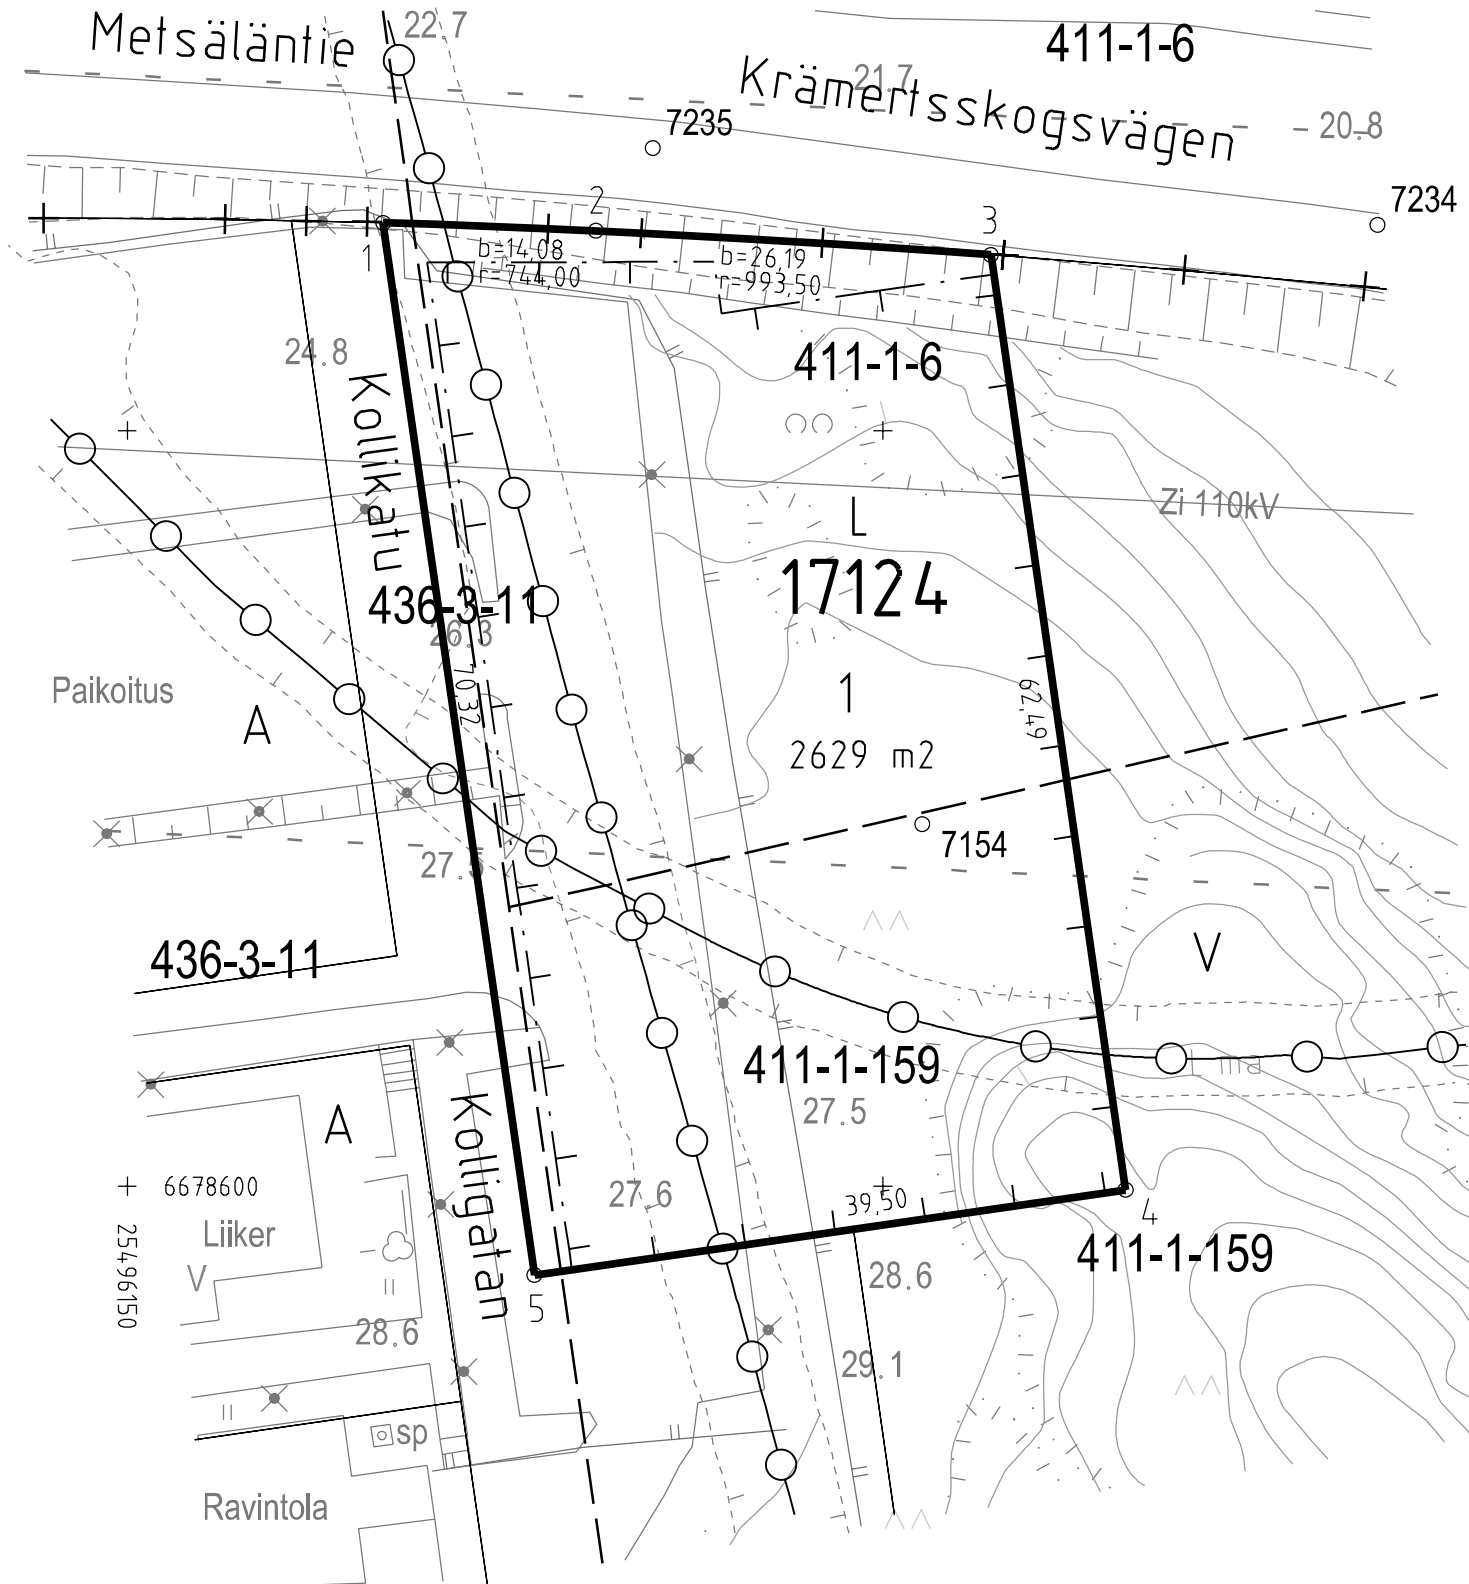 22.7
Metsäläntie
411-1-6
Krämertsskogsvägen
21.7
20.8
7235
7234
1
2
3
b=14,08
r=744,00
b=26,19
r=993,50
24.8
411-1-6
Kollikatu
L
Zi 110kV
17124
436-3-11
26.3
Paikoitus
A
70,32
1
62,49
2629 m2
7154
27.5
436-3-11
V
411-1-159
27.5
A
Kolligatan
6678600
25496150
Liiker
V
27.6
39,50
4
411-1-159
5
28.6
28.6
29.1
sp
Ravintola